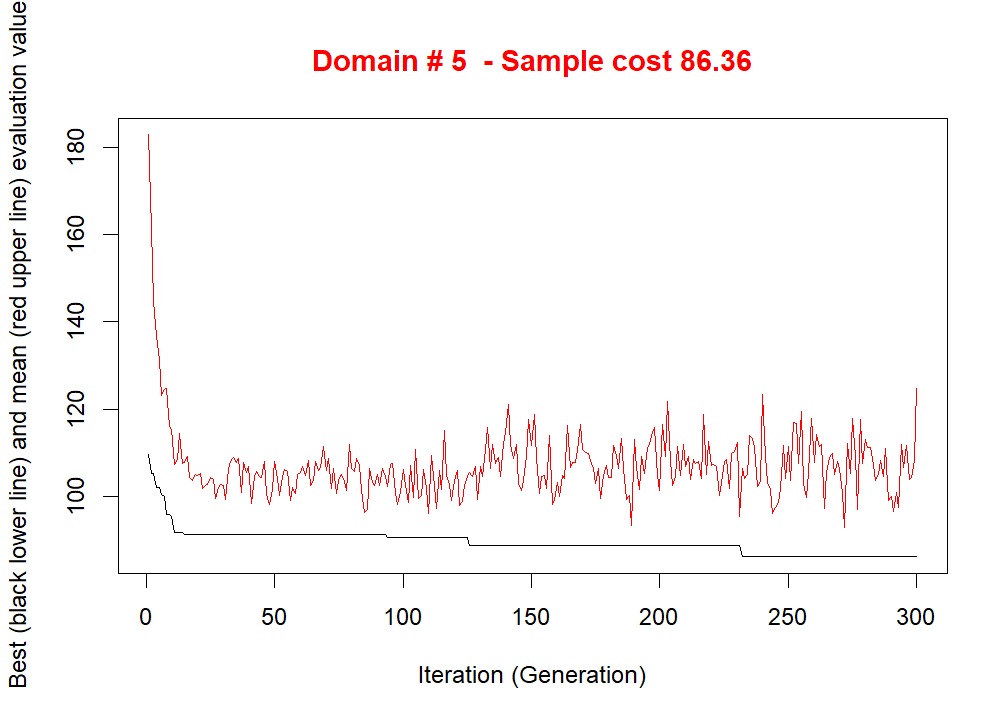 Domain # 5  - Sample cost 86.36
Best (black lower line) and mean (red upper line) evaluation value
180
160
140
120
100
0 50 100 150 200 250 300
Iteration (Generation)